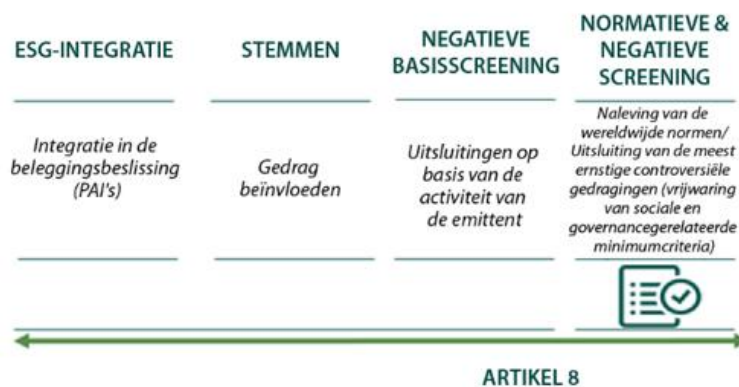 ESG-INTEGRATIE
STEMMEN
NEGATIEVE
BASISSCREENING
NORMATIEVE &
NEGATIEVE
SCREENING
Integratie in de
beleggingsbeslissing
(PAI's)
Gedrag
beïnvloeden
Uitsluitingen op
basis van de
activiteit van
de emittent
Naleving van de
wereldwijde normen/
Uitsluiting van de meest
ernstige controversiële
gedragingen (vrijwaring
van sociale en
governancegerelateerde
minimumcriteria)
ARTIKEL 8